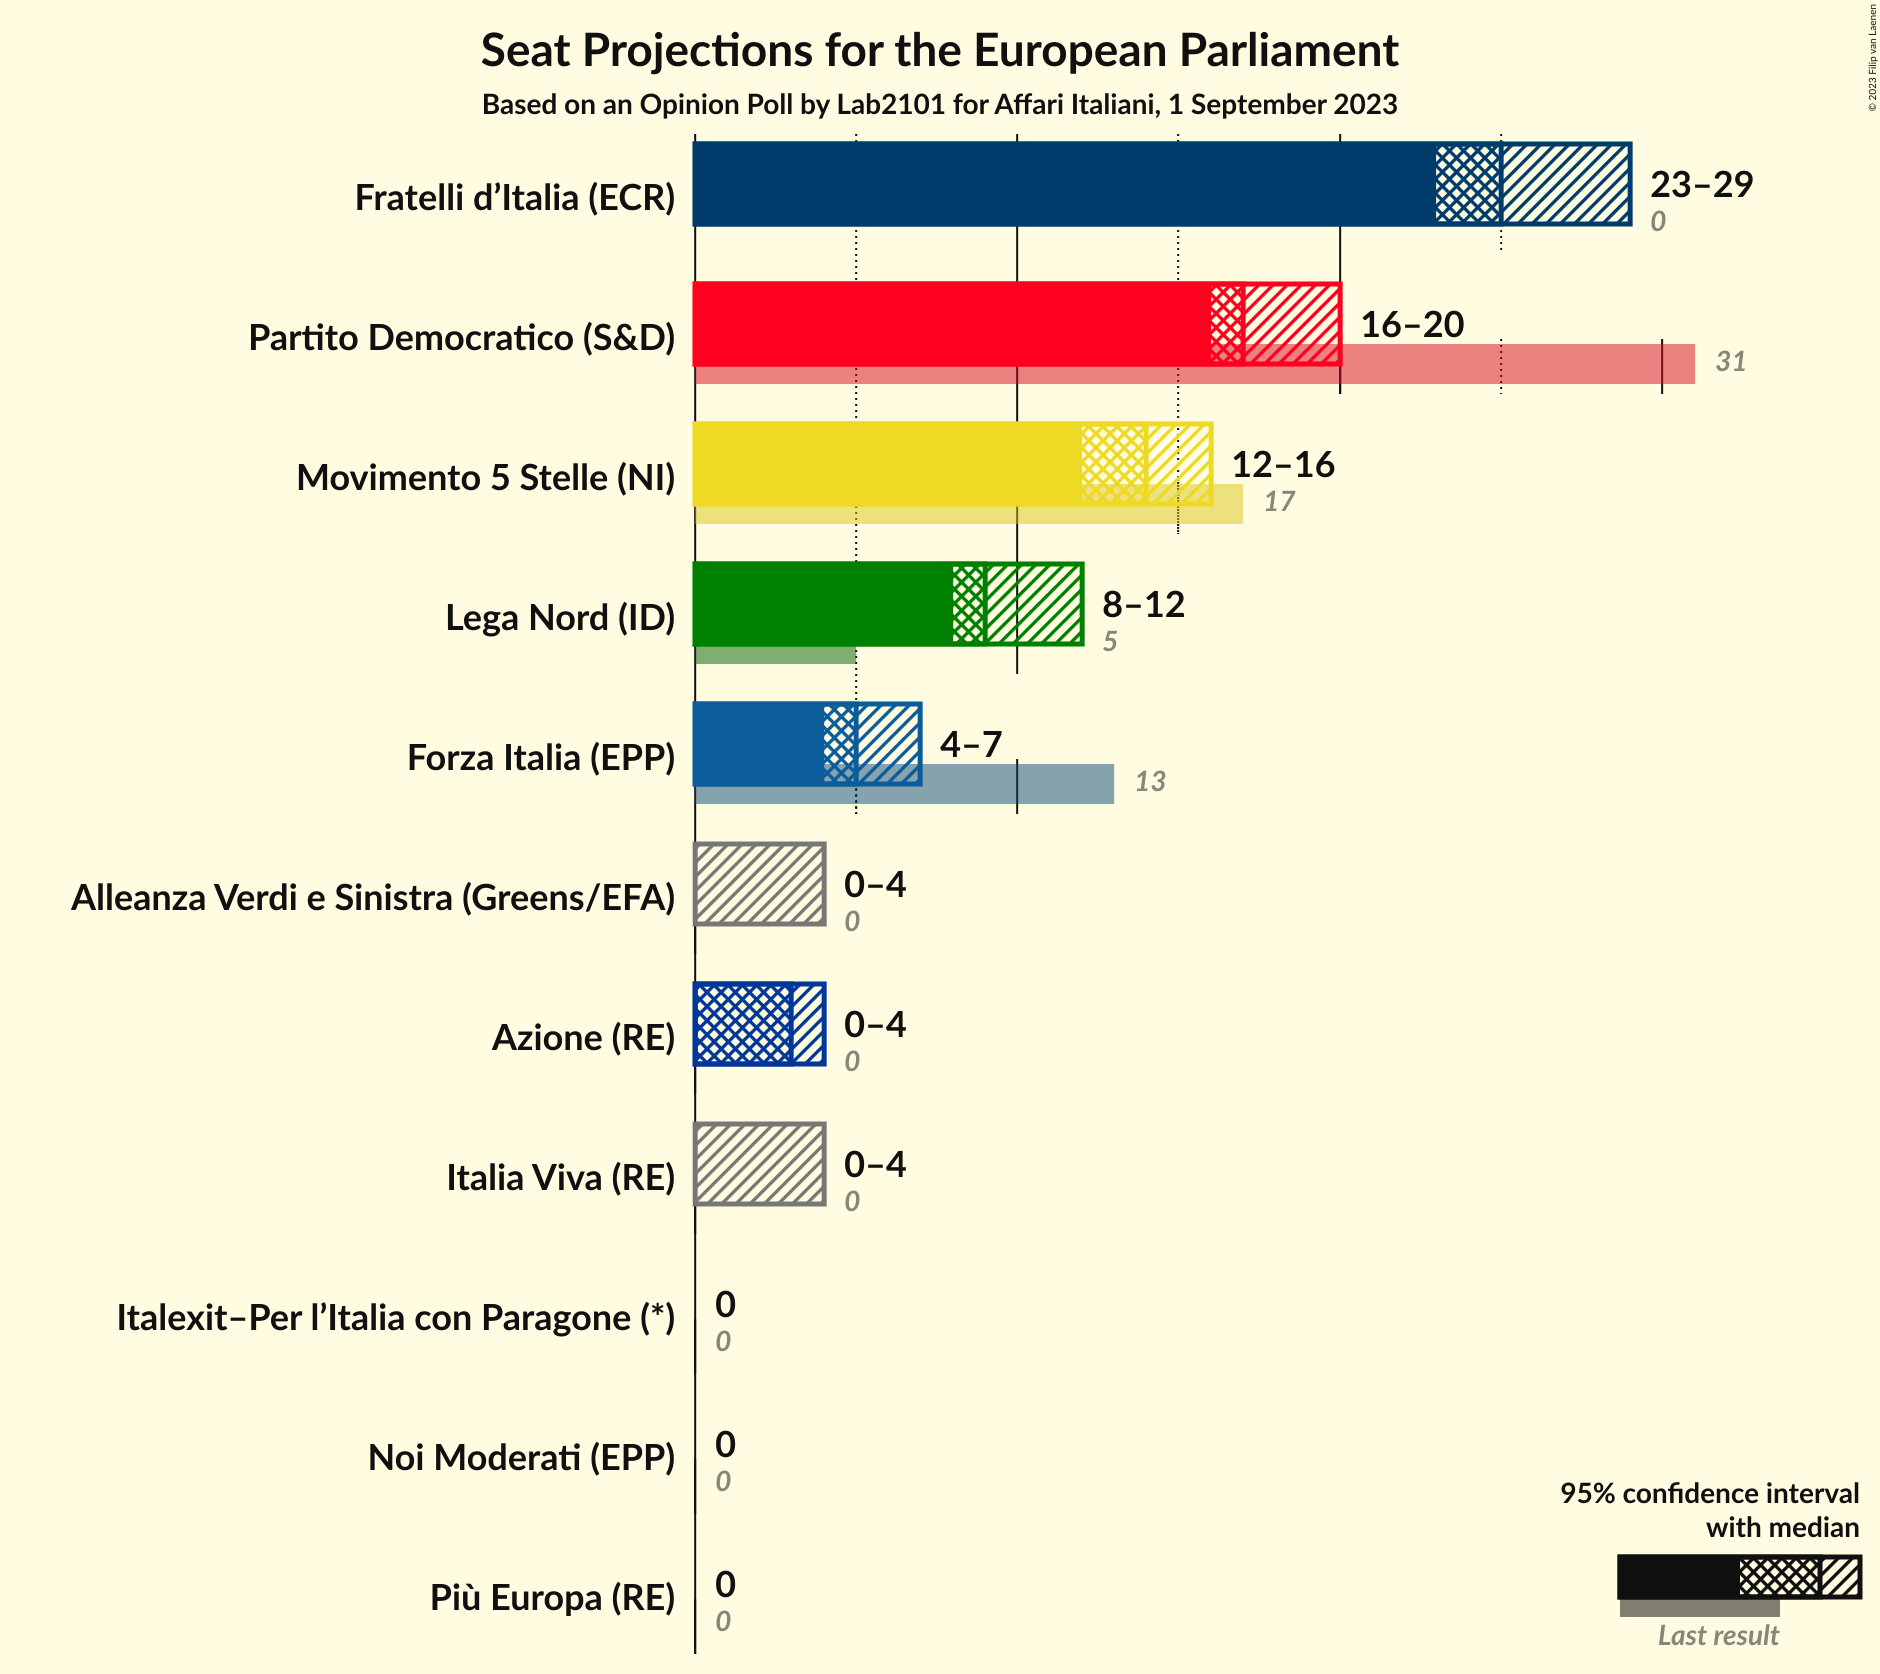 Seat Projections for the European Parliament
Based on an Opinion Poll by Lab2101 for Affari Italiani, 1 September 2023
© 2023 Filip van Laenen
Fratelli d’Italia (ECR)
23–29
0
Partito Democratico (S&D)
16–20
31
Movimento 5 Stelle (NI)
12–16
17
Lega Nord (ID)
8–12
5
Forza Italia (EPP)
4–7
13
Alleanza Verdi e Sinistra (Greens/EFA)
0–4
0
Azione (RE)
0–4
0
Italia Viva (RE)
0–4
0
Italexit–Per l’Italia con Paragone (*)
0
0
Noi Moderati (EPP)
0
0
Più Europa (RE)
0
0
95% confidence interval
with median
Last result